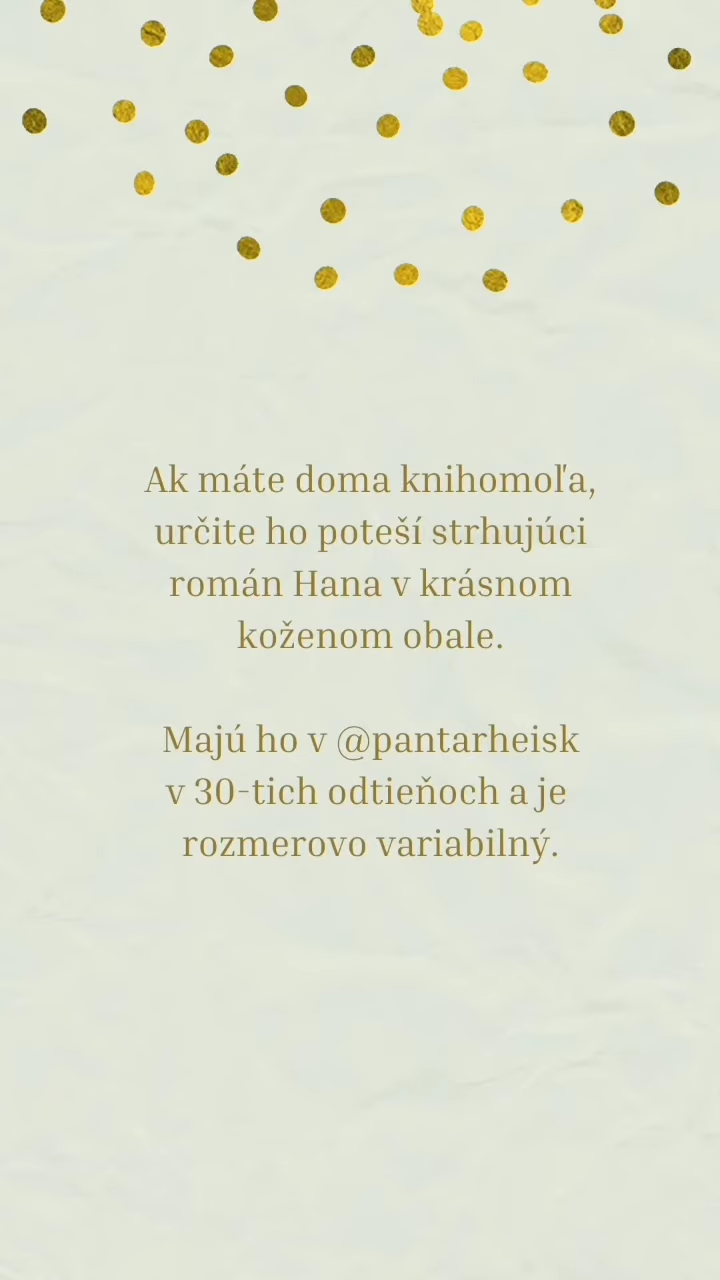 Ak máte doma knihomoľa,
určite ho poteší strhujúci
román Hana v krásnom
koženom obale.
Majú ho v @pantarheisk
v 30-tich odtieňoch a je
rozmerovo variabilný.